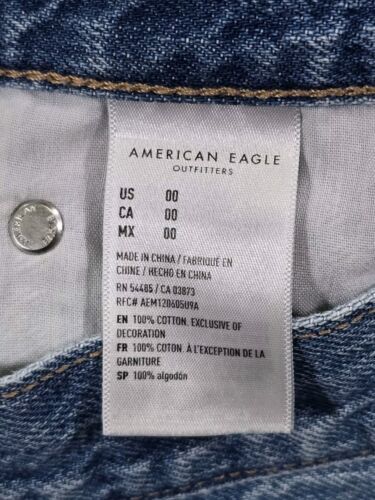 AMERICAN EAGLE
OUTFITTERS
US 00
CA 00
MX 00
MADE IN CHINA / FABRIQUÉ EN
CHINE / HECHO EN CHINA
RN 54485 / CA 03873
RFC# AEM120605U9A
EN 100% COTTON. EXCLUSIVE OF
DECORATION
FR 100% COTON. À L'EXCEPTION DE LA
GARNITURE
SP 100% algodón
AMERICAN EAGLE